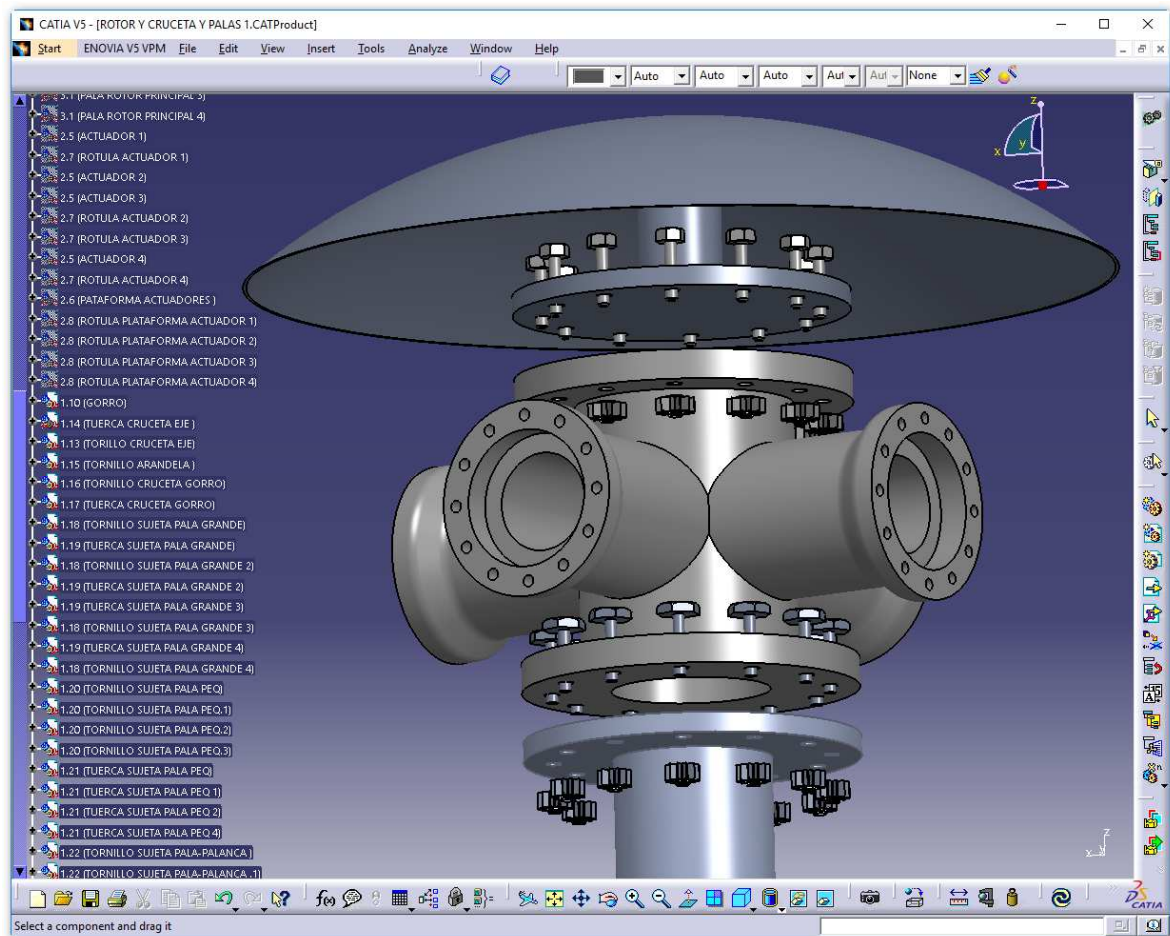 CATIA V5 - [ROTOR Y CRUCETA Y PALAS 1.CATProduct]
Start ENOVIA V5 VPM File Edit View Insert Tools Analyze Window Help
Auto Auto Auto Aut Aut None
3.1 (PALA ROTOR PRINCIPAL 3)
3.1 (PALA ROTOR PRINCIPAL 4)
2.5 (ACTUADOR 1)
2.7 (ROTULA ACTUADOR 1)
2.5 (ACTUADOR 2)
2.5 (ACTUADOR 3)
2.7 (ROTULA ACTUADOR 2)
2.7 (ROTULA ACTUADOR 3)
2.5 (ACTUADOR 4)
2.7 (ROTULA ACTUADOR 4)
2.6 (PATAFORMA ACTUADORES )
2.8 (ROTULA PLATAFORMA ACTUADOR 1)
2.8 (ROTULA PLATAFORMA ACTUADOR 2)
2.8 (ROTULA PLATAFORMA ACTUADOR 3)
2.8 (ROTULA PLATAFORMA ACTUADOR 4)
1.10 (GORRO)
1.14 (TUERCA CRUCETA EJE )
1.13 (TORILLO CRUCETA EJE)
1.15 (TORNILLO ARANDELA )
1.16 (TORNILLO CRUCETA GORRO)
1.17 (TUERCA CRUCETA GORRO)
1.18 (TORNILLO SUJETA PALA GRANDE)
1.19 (TUERCA SUJETA PALA GRANDE)
1.18 (TORNILLO SUJETA PALA GRANDE 2)
1.19 (TUERCA SUJETA PALA GRANDE 2)
1.19 (TUERCA SUJETA PALA GRANDE 3)
1.18 (TORNILLO SUJETA PALA GRANDE 3)
1.19 (TUERCA SUJETA PALA GRANDE 4)
1.18 (TORNILLO SUJETA PALA GRANDE 4)
1.20 (TORNILLO SUJETA PALA PEQ)
1.20 (TORNILLO SUJETA PALA PEQ.1)
1.20 (TORNILLO SUJETA PALA PEQ.2)
1.20 (TORNILLO SUJETA PALA PEQ.3)
1.21 (TUERCA SUJETA PALA PEQ)
1.21 (TUERCA SUJETA PALA PEQ 1)
1.21 (TUERCA SUJETA PALA PEQ 2)
1.21 (TUERCA SUJETA PALA PEQ 4)
1.22 (TORNILLO SUJETA PALA-PALANCA )
1.22 (TORNILLO SUJETA PALA-PALANCA .1)
z
x
y
z
x
f(x)
CATIA
Select a component and drag it